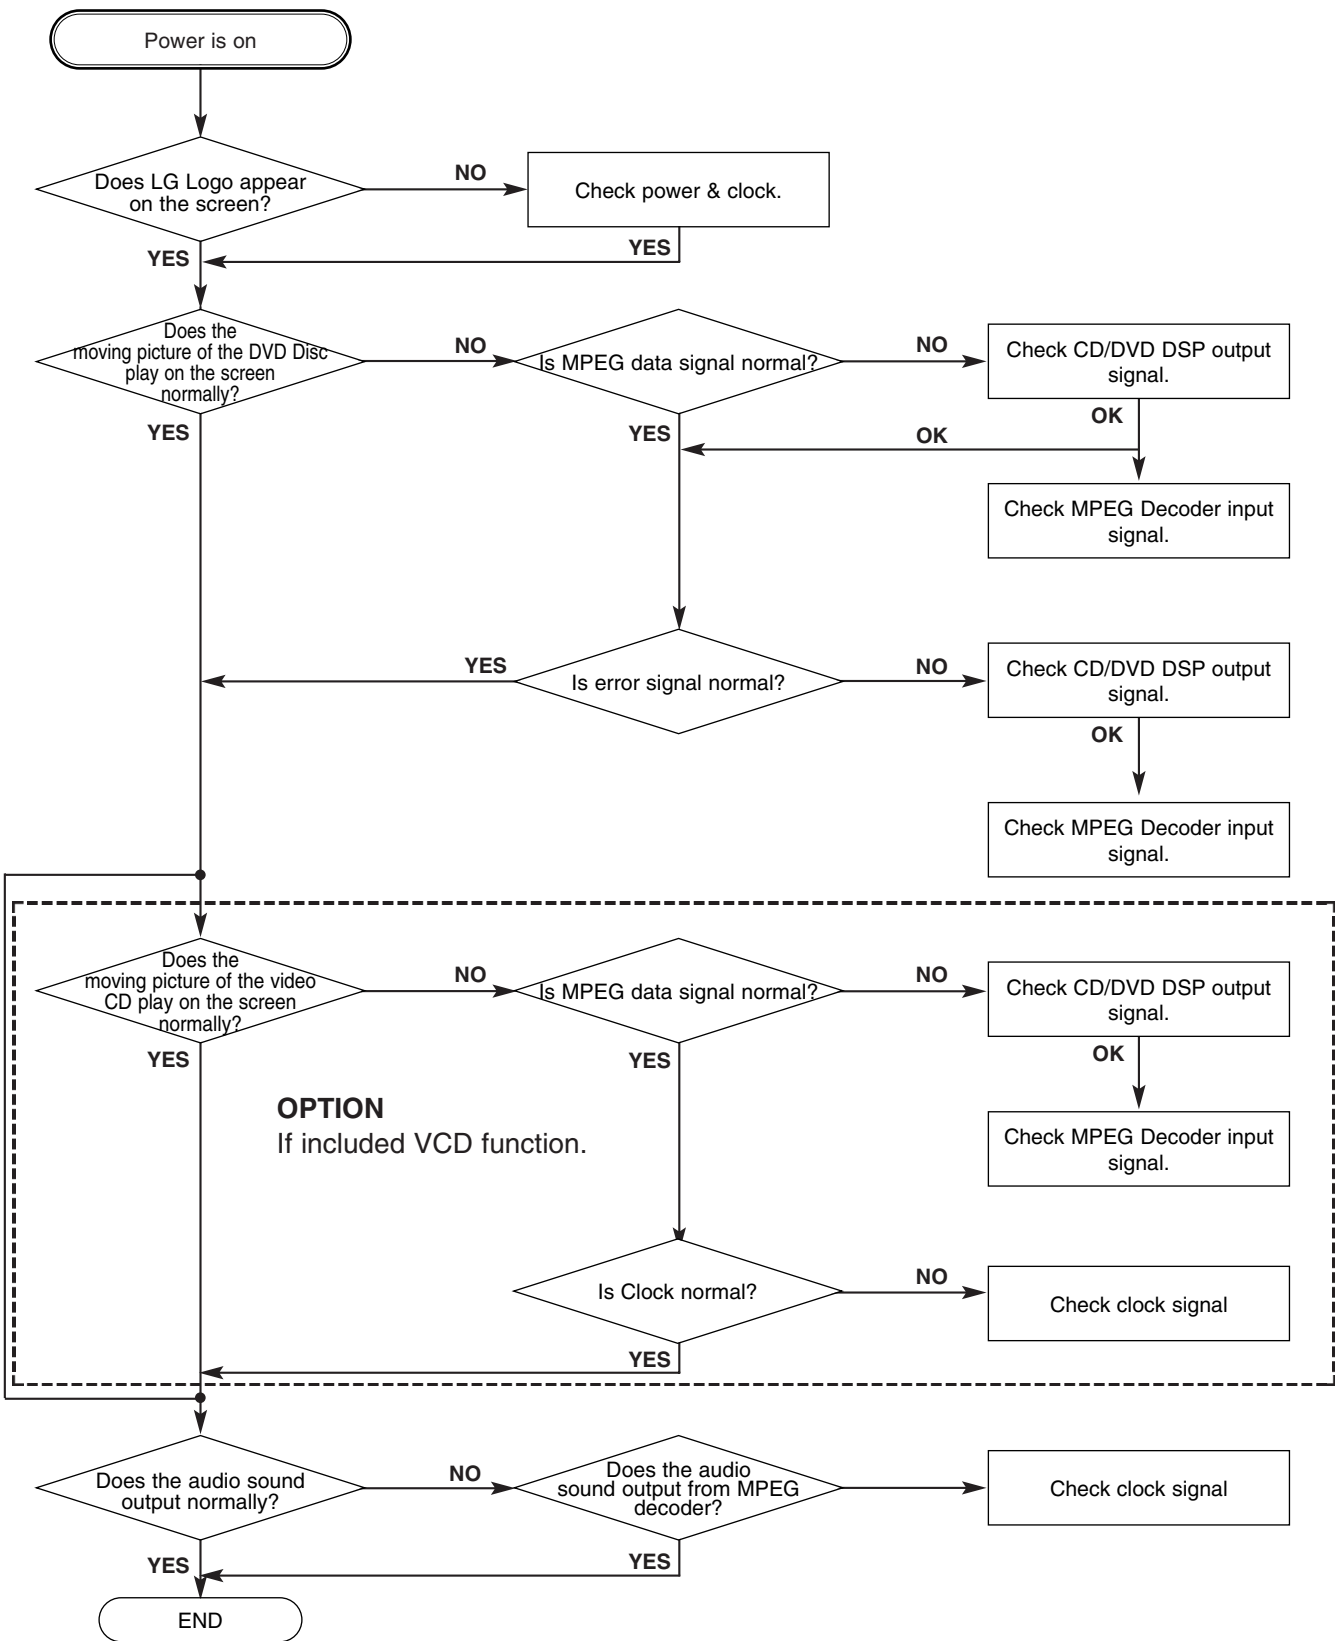 Power is on
Does LG Logo appear
on the screen?
NO
Check power & clock.
YES
YES
Does the
moving picture of the DVD Disc
play on the screen
normally?
NO
Is MPEG data signal normal?
NO
Check CD/DVD DSP output
signal.
YES
YES
OK
OK
Check MPEG Decoder input
signal.
YES
Is error signal normal?
NO
Check CD/DVD DSP output
signal.
OK
Check MPEG Decoder input
signal.
Does the
moving picture of the video
CD play on the screen
normally?
NO
Is MPEG data signal normal?
NO
Check CD/DVD DSP output
signal.
YES
YES
OK
OPTION
If included VCD function.
Check MPEG Decoder input
signal.
Is Clock normal?
NO
Check clock signal
YES
Does the audio sound
output normally?
NO
Does the audio
sound output from MPEG
decoder?
Check clock signal
YES
YES
END